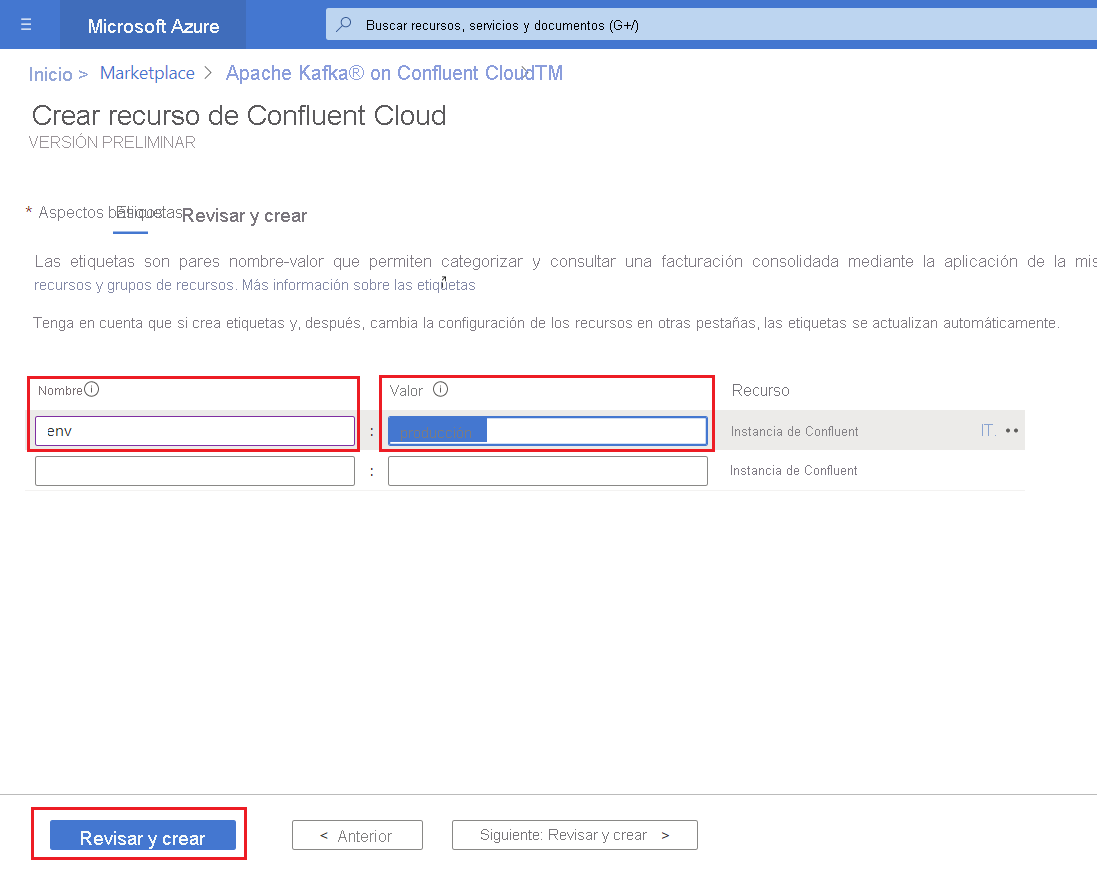 Microsoft Azure
Buscar recursos, servicios y documentos (G+/)
Inicio > Marketplace > Apache Kafka® on Confluent CloudTM
Crear recurso de Confluent Cloud
VERSIÓN PRELIMINAR
* Aspectos básicos Etiquetas Revisar y crear
Las etiquetas son pares nombre-valor que permiten categorizar y consultar una facturación consolidada mediante la aplicación de la mis
recursos y grupos de recursos. Más información sobre las etiquetas
Tenga en cuenta que si crea etiquetas y, después, cambia la configuración de los recursos en otras pestañas, las etiquetas se actualizan automáticamente.
Nombre Valor Recurso
env : producción Instancia de Confluent IT.
: Instancia de Confluent
Revisar y crear < Anterior Siguiente: Revisar y crear >